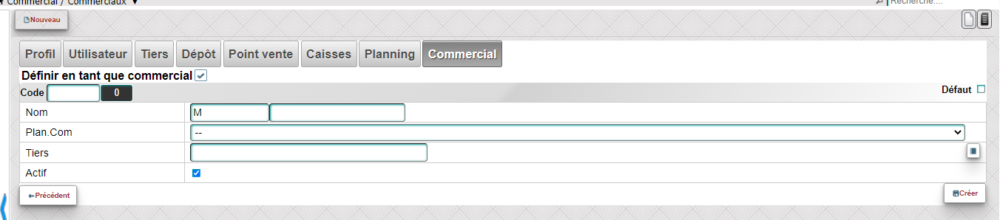 Commercial / Commerciaux ▼
Recherche....
Nouveau
Profil Utilisateur Tiers Dépôt Point vente Caisses Planning Commercial
Définir en tant que commercial
Code 0 Défaut
Nom M
Plan.Com --
Tiers
Actif
Précédent Créer